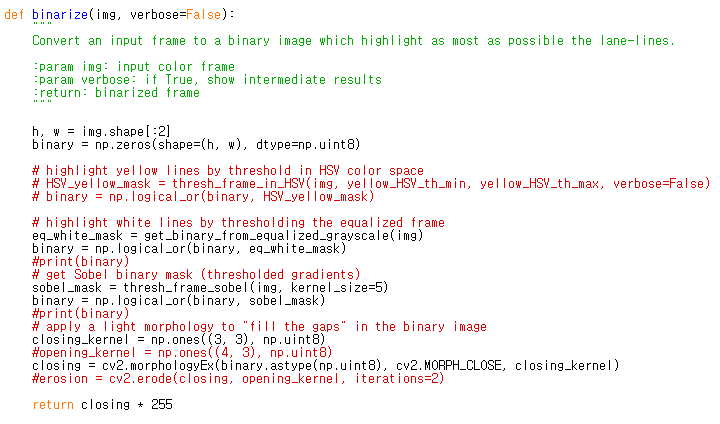 def binarize(img, verbose=False):
    """
    Convert an input frame to a binary image which highlight as most as possible the lane-lines.

    :param img: input color frame
    :param verbose: if True, show intermediate results
    :return: binarized frame
    """

    h, w = img.shape[:2]
    binary = np.zeros(shape=(h, w), dtype=np.uint8)

    # highlight yellow lines by threshold in HSV color space
    # HSV_yellow_mask = thresh_frame_in_HSV(img, yellow_HSV_th_min, yellow_HSV_th_max, verbose=False)
    # binary = np.logical_or(binary, HSV_yellow_mask)

    # highlight white lines by thresholding the equalized frame
    eq_white_mask = get_binary_from_equalized_grayscale(img)
    binary = np.logical_or(binary, eq_white_mask)
    #print(binary)
    # get Sobel binary mask (thresholded gradients)
    sobel_mask = thresh_frame_sobel(img, kernel_size=5)
    binary = np.logical_or(binary, sobel_mask)
    #print(binary)
    # apply a light morphology to "fill the gaps" in the binary image
    closing_kernel = np.ones((3, 3), np.uint8)
    #opening_kernel = np.ones((4, 3), np.uint8)
    closing = cv2.morphologyEx(binary.astype(np.uint8), cv2.MORPH_CLOSE, closing_kernel)
    #erosion = cv2.erode(closing, opening_kernel, iterations=2)

    return closing * 255